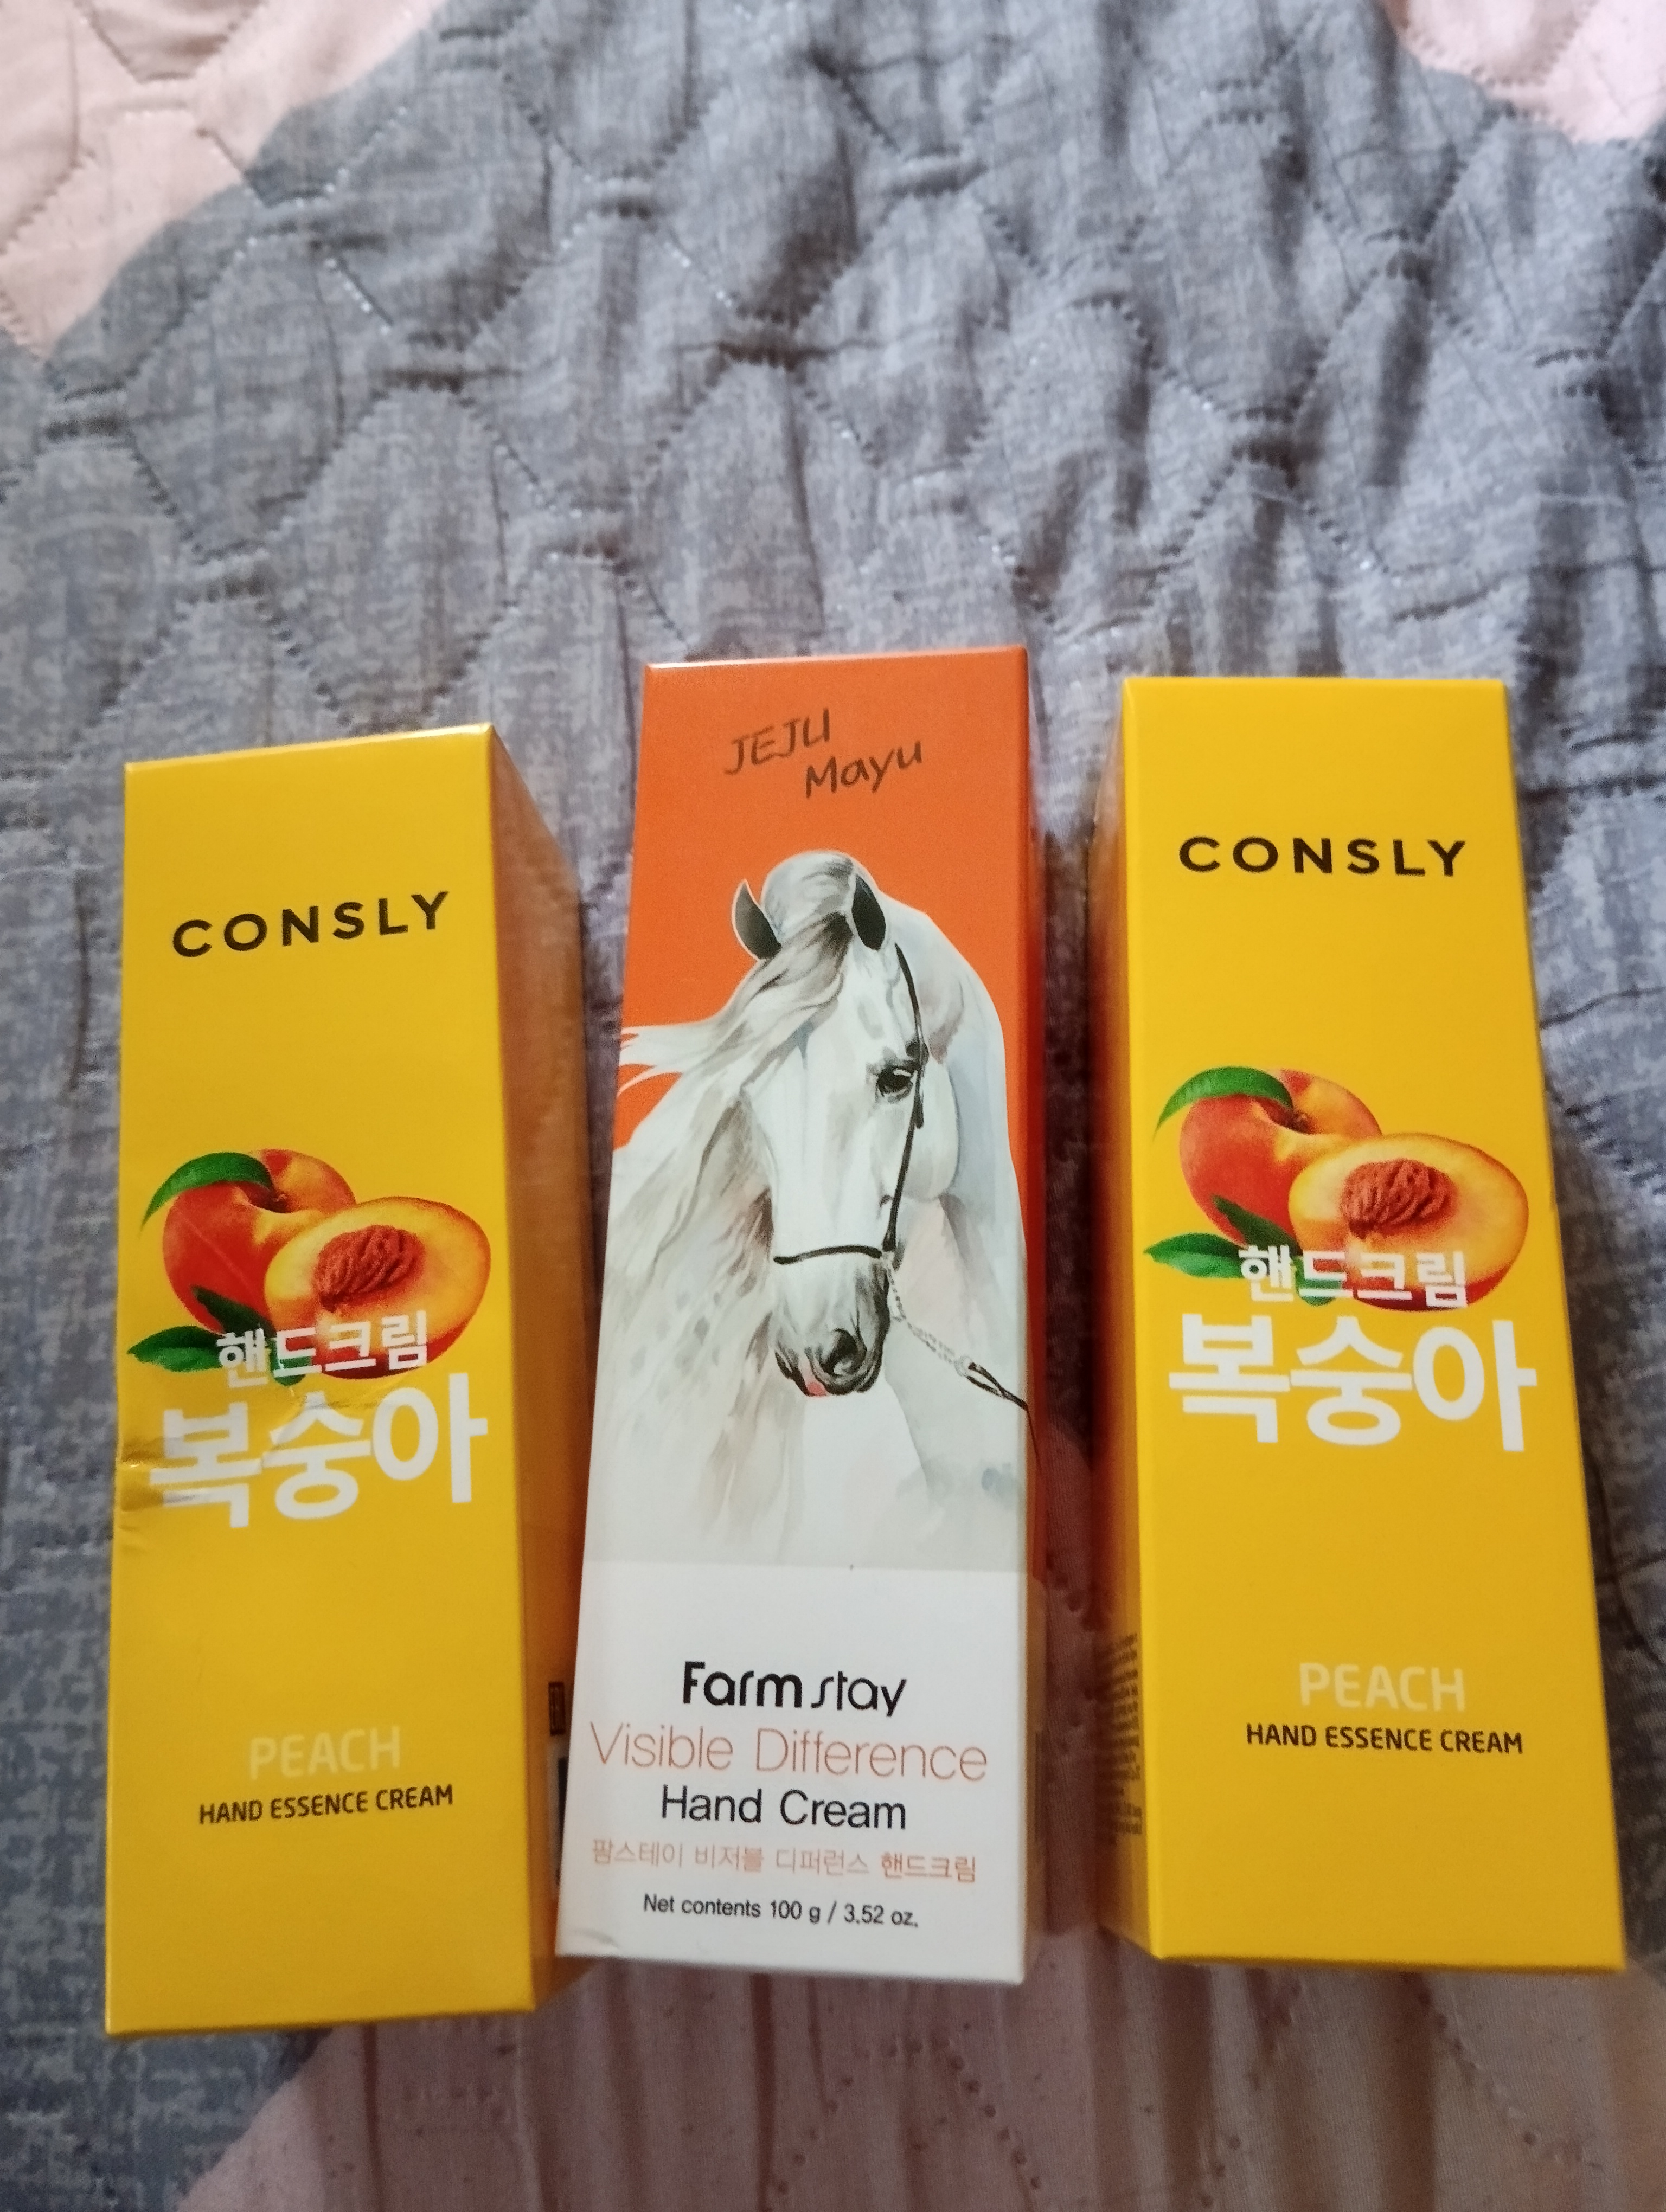 CONSLY
핸드크림
복숭아
PEACH
HAND ESSENCE CREAM
JEJU
Mayu
Farmstay
Visible Difference
Hand Cream
팜스테이 비저블 디퍼런스 핸드크림
Net contents 100 g / 3.52 oz.
CONSLY
핸드크림
복숭아
PEACH
HAND ESSENCE CREAM